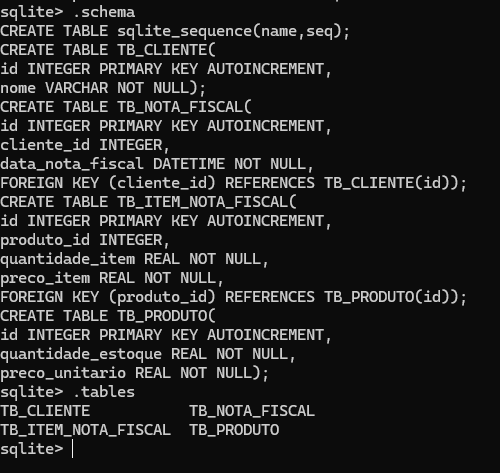 sqlite> .schema
CREATE TABLE sqlite_sequence(name,seq);
CREATE TABLE TB_CLIENTE(
id INTEGER PRIMARY KEY AUTOINCREMENT,
nome VARCHAR NOT NULL);
CREATE TABLE TB_NOTA_FISCAL(
id INTEGER PRIMARY KEY AUTOINCREMENT,
cliente_id INTEGER,
data_nota_fiscal DATETIME NOT NULL,
FOREIGN KEY (cliente_id) REFERENCES TB_CLIENTE(id));
CREATE TABLE TB_ITEM_NOTA_FISCAL(
id INTEGER PRIMARY KEY AUTOINCREMENT,
produto_id INTEGER,
quantidade_item REAL NOT NULL,
preco_item REAL NOT NULL,
FOREIGN KEY (produto_id) REFERENCES TB_PRODUTO(id));
CREATE TABLE TB_PRODUTO(
id INTEGER PRIMARY KEY AUTOINCREMENT,
quantidade_estoque REAL NOT NULL,
preco_unitario REAL NOT NULL);
sqlite> .tables
TB_CLIENTE           TB_NOTA_FISCAL
TB_ITEM_NOTA_FISCAL  TB_PRODUTO
sqlite>